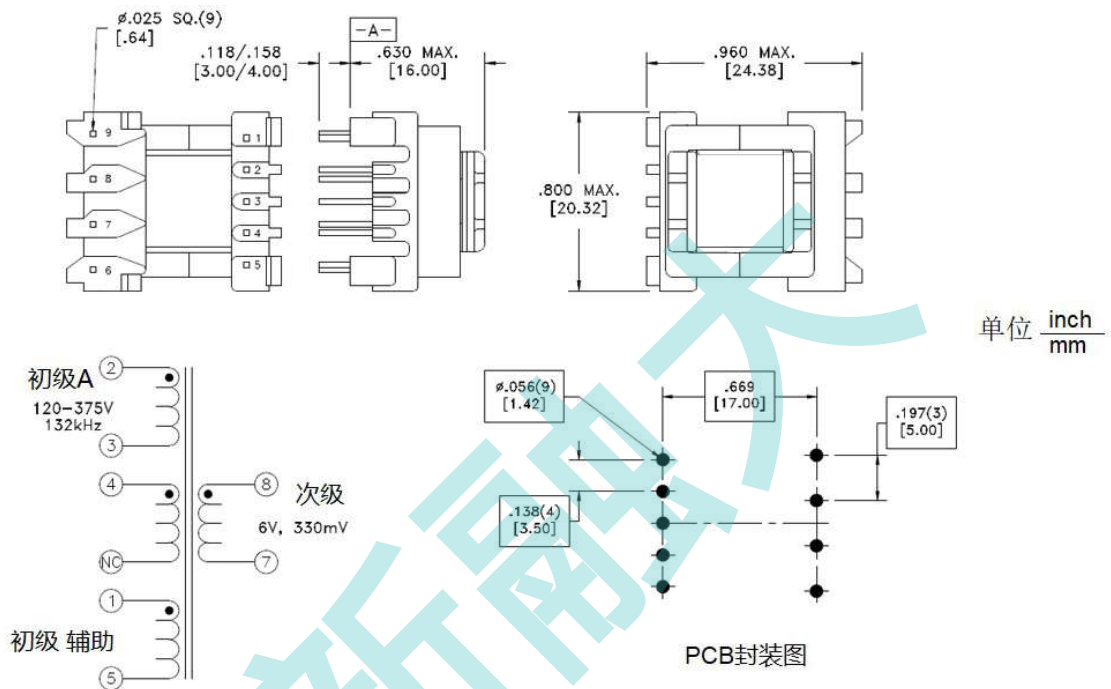 ø.025 SQ.(9)
[.64]
.118/.158
[3.00/4.00]
-A-
.630 MAX.
[16.00]
.960 MAX.
[24.38]
9
8
7
6
1
2
3
4
5
.800 MAX.
[20.32]
单位 inch
mm
初级A
120-375V
132kHz
2
3
4
NC
1
5
初级 辅助
8
7
次级
6V, 330mV
ø.056(9)
[1.42]
.669
[17.00]
.197(3)
[5.00]
.138(4)
[3.50]
PCB封装图
新融大